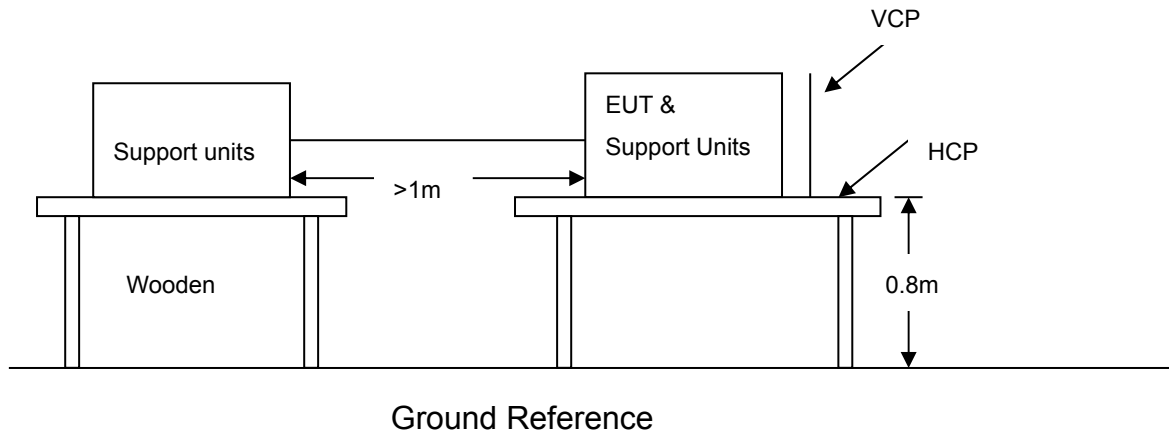 VCP
EUT &
Support Units
Support units
HCP
>1m
Wooden
0.8m
Ground Reference